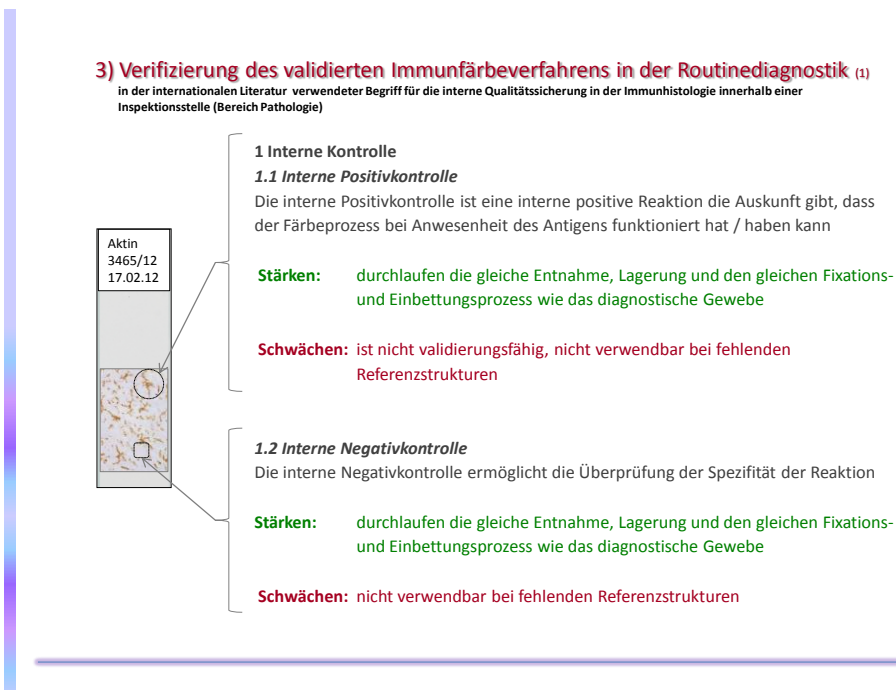 3) Verifizierung des validierten Immunfärbeverfahrens in der Routinediagnostik (1)
in der internationalen Literatur verwendeter Begriff für die interne Qualitätssicherung in der Immunhistologie innerhalb einer
Inspektionsstelle (Bereich Pathologie)
1 Interne Kontrolle
1.1 Interne Positivkontrolle
Die interne Positivkontrolle ist eine interne positive Reaktion die Auskunft gibt, dass
der Färbeprozess bei Anwesenheit des Antigens funktioniert hat / haben kann
Aktin
3465/12
17.02.12
Stärken: durchlaufen die gleiche Entnahme, Lagerung und den gleichen Fixations-
und Einbettungsprozess wie das diagnostische Gewebe
Schwächen: ist nicht validierungsfähig, nicht verwendbar bei fehlenden
Referenzstrukturen
1.2 Interne Negativkontrolle
Die interne Negativkontrolle ermöglicht die Überprüfung der Spezifität der Reaktion
Stärken: durchlaufen die gleiche Entnahme, Lagerung und den gleichen Fixations-
und Einbettungsprozess wie das diagnostische Gewebe
Schwächen: nicht verwendbar bei fehlenden Referenzstrukturen